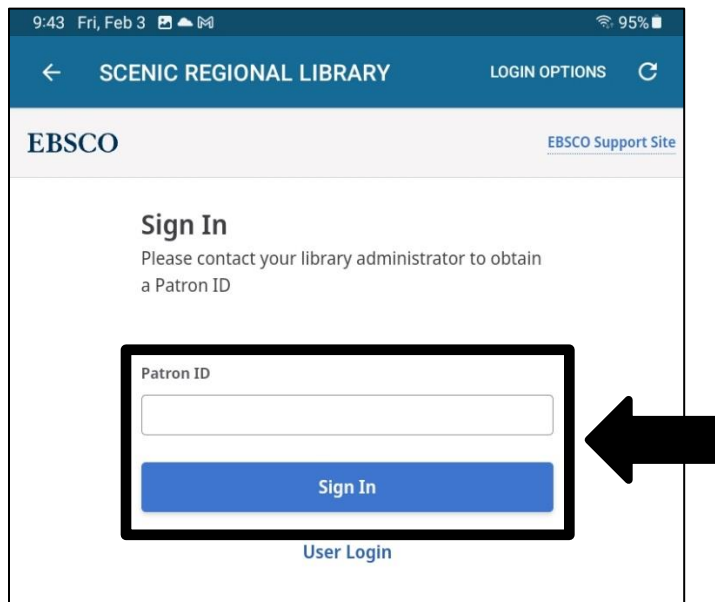 9:43 Fri, Feb 3 95%
SCENIC REGIONAL LIBRARY LOGIN OPTIONS
EBSCO EBSCO Support Site
Sign In
Please contact your library administrator to obtain
a Patron ID
Patron ID
Sign In
User Login